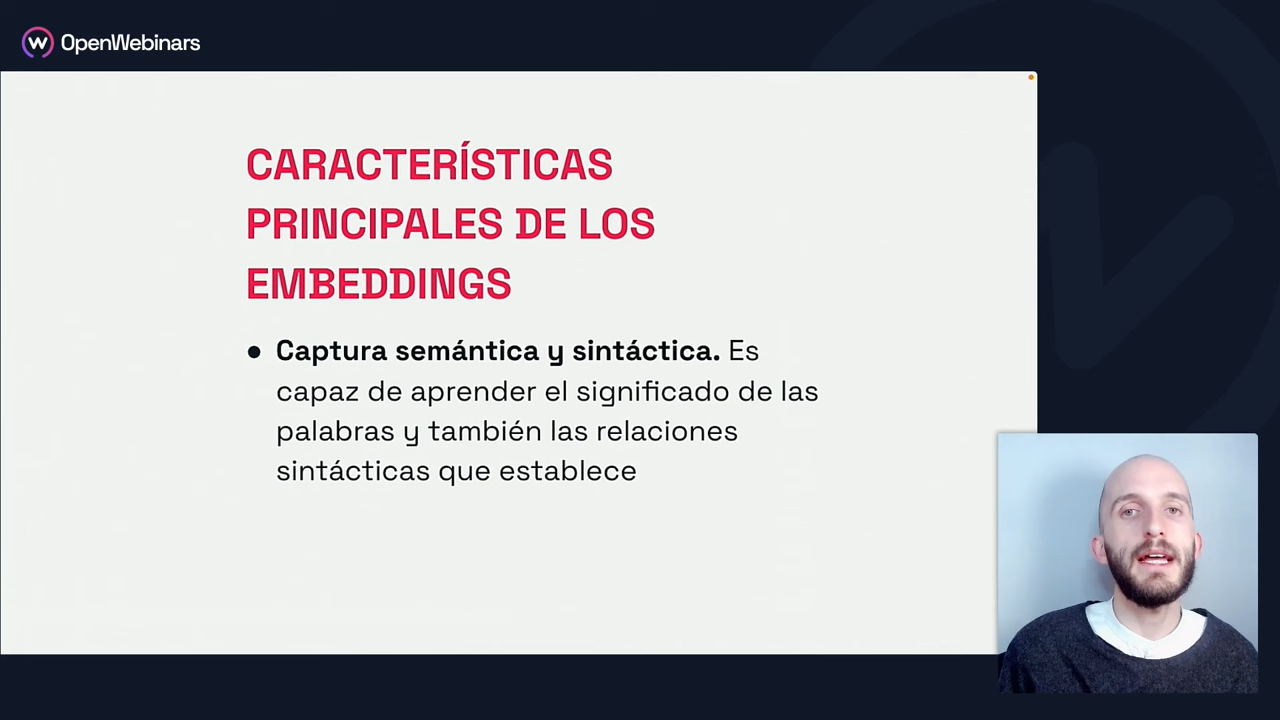 OpenWebinars
CARACTERÍSTICAS
PRINCIPALES DE LOS
EMBEDDINGS
● Captura semántica y sintáctica. Es
capaz de aprender el significado de las
palabras y también las relaciones
sintácticas que establece